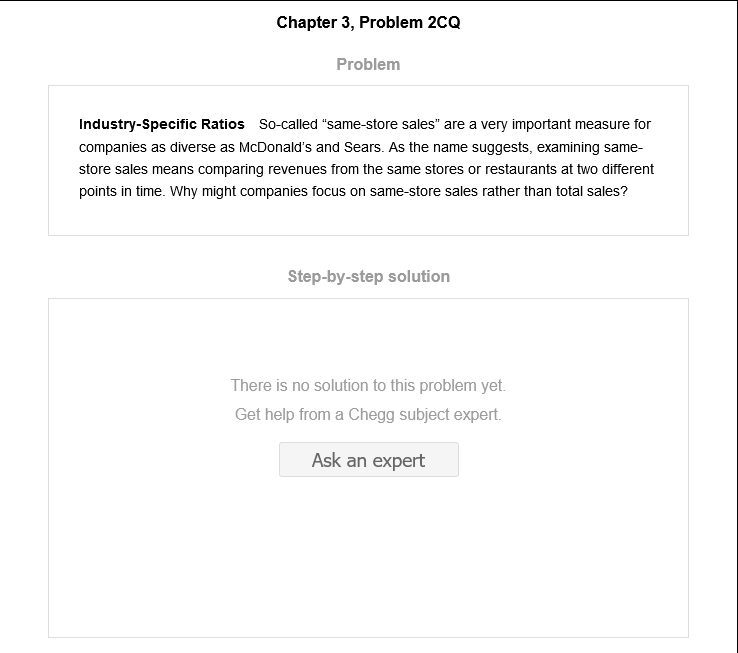 Chapter 3, Problem 2CQ
Problem
Industry-Specific Ratios So-called “same-store sales” are a very important measure for
companies as diverse as McDonald’s and Sears. As the name suggests, examining same-
store sales means comparing revenues from the same stores or restaurants at two different
points in time. Why might companies focus on same-store sales rather than total sales?
Step-by-step solution
There is no solution to this problem yet.
Get help from a Chegg subject expert.
Ask an expert